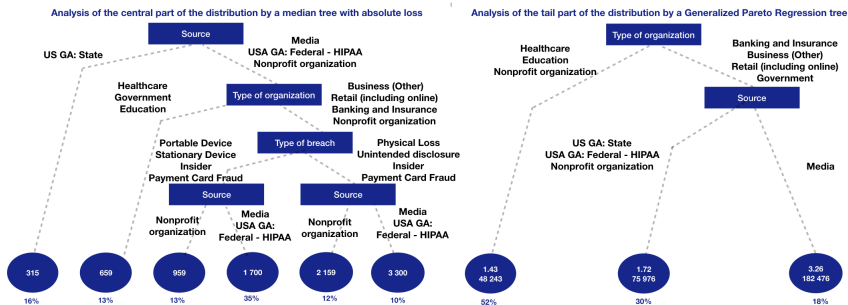 Analysis of the central part of the distribution by a median tree with absolute loss
Source
US GA: State
Media
USA GA: Federal - HIPAA
Nonprofit organization
Healthcare
Government
Education
Type of organization
Business (Other)
Retail (including online)
Banking and Insurance
Nonprofit organization
Type of breach
Portable Device
Stationary Device
Insider
Payment Card Fraud
Physical Loss
Unintended disclosure
Insider
Payment Card Fraud
Source
Source
Nonprofit
organization
Media
USA GA:
Federal - HIPAA
Nonprofit
organization
Media
USA GA:
Federal - HIPAA
315
659
959
1 700
2 159
3 300
16%
13%
13%
35%
12%
10%
Analysis of the tail part of the distribution by a Generalized Pareto Regression tree
Type of organization
Healthcare
Education
Nonprofit organization
Banking and Insurance
Business (Other)
Retail (including online)
Government
Source
US GA: State
USA GA: Federal - HIPAA
Nonprofit organization
Media
1.43
48 243
1.72
75 976
3.26
182 476
52%
30%
18%